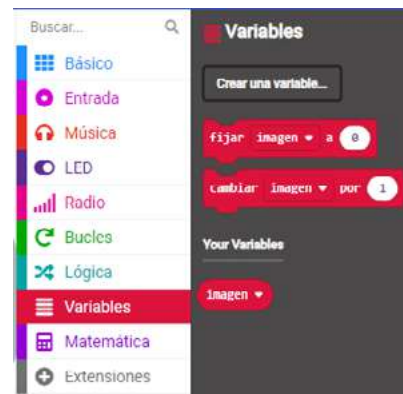 Buscar...
Básico
Entrada
Música
LED
Radio
Bucles
Lógica
Variables
Matemática
Extensiones
Variables
Crear una variable...
fijar imagen a 0
cambiar imagen por 1
Your Variables
imagen